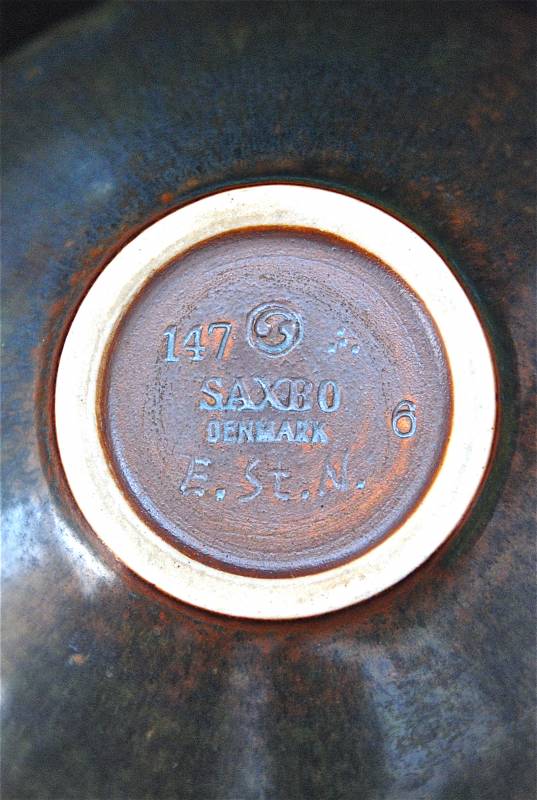 147
SAXBO
DENMARK
6
E. St. N.